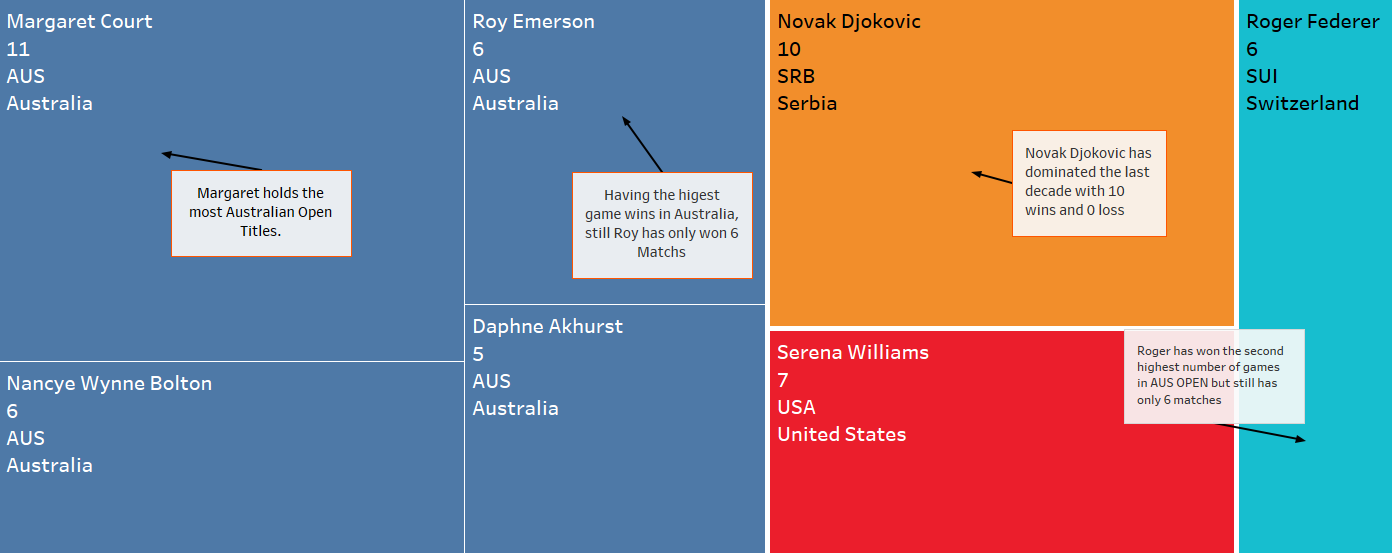 Margaret Court
11
AUS
Australia
Margaret holds the
most Australian Open
Titles.
Nancye Wynne Bolton
6
AUS
Australia
Roy Emerson
6
AUS
Australia
Having the higest
game wins in Australia,
still Roy has only won 6
Matchs
Daphne Akhurst
5
AUS
Australia
Novak Djokovic
10
SRB
Serbia
Novak Djokovic has
dominated the last
decade with 10
wins and 0 loss
Serena Williams
7
USA
United States
Roger Federer
6
SUI
Switzerland
Roger has won the second
highest number of games
in AUS OPEN but still has
only 6 matches